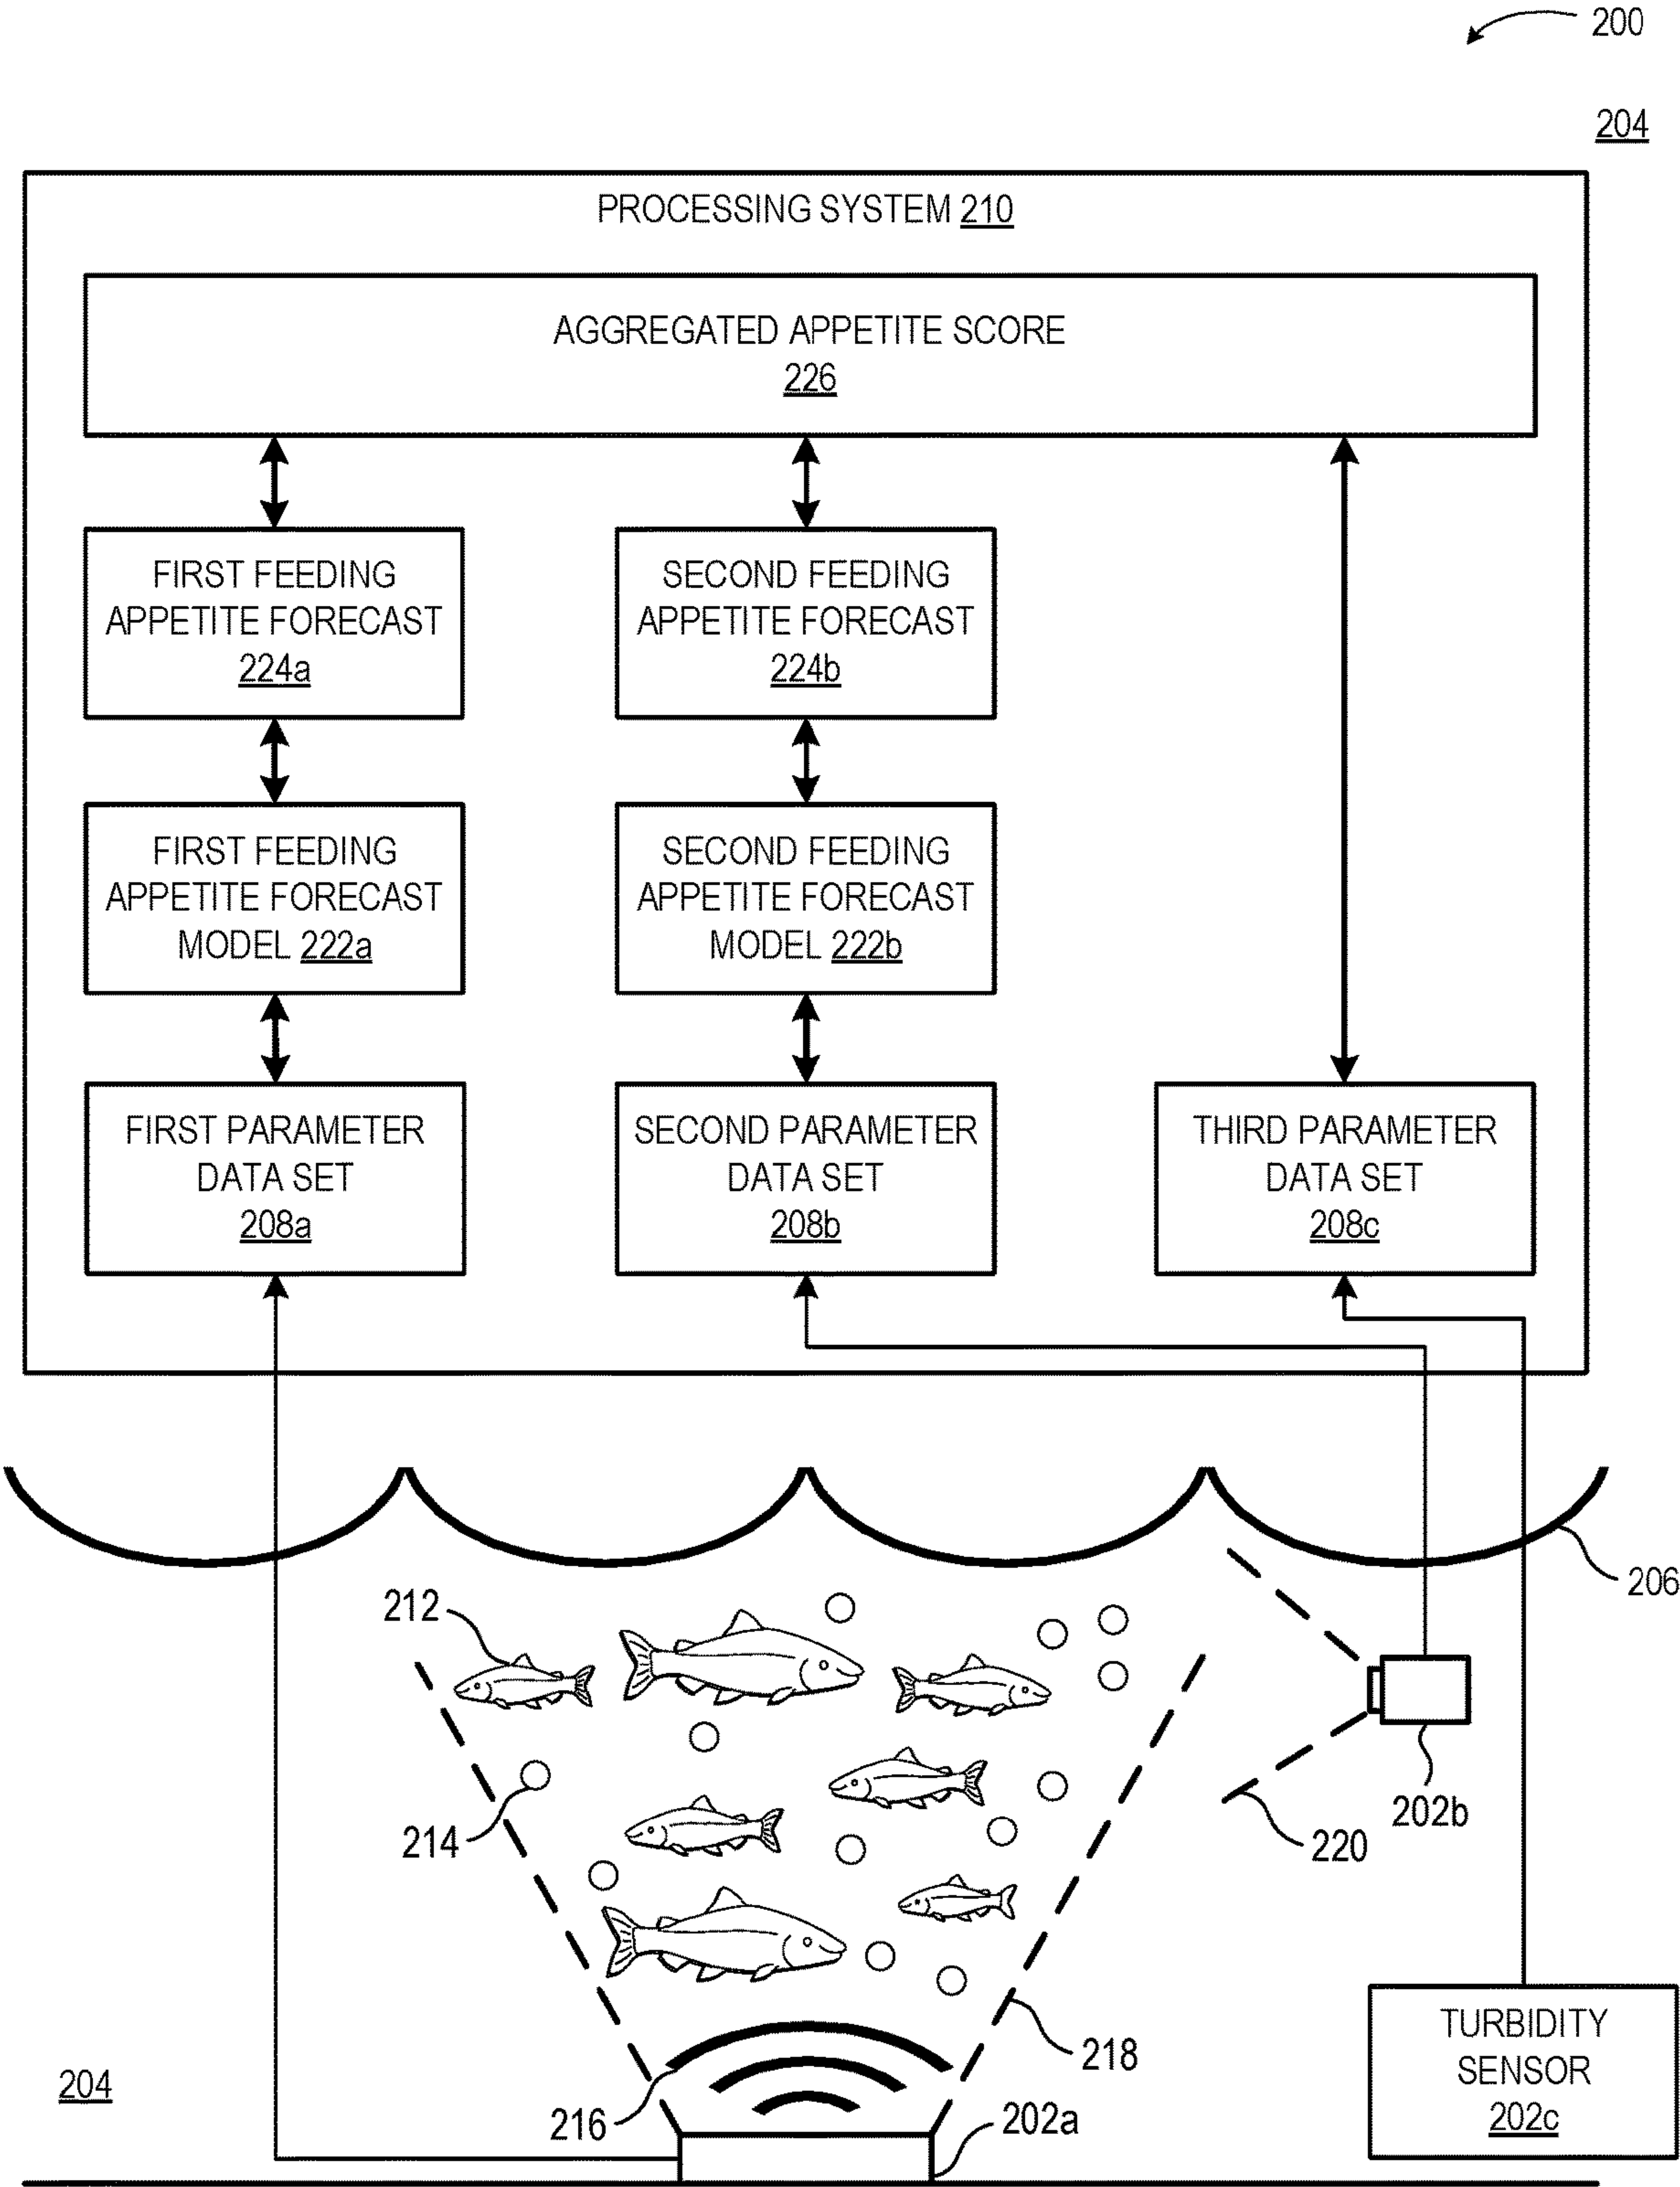 200
204
PROCESSING SYSTEM 210
AGGREGATED APPETITE SCORE
226
FIRST FEEDING
APPETITE FORECAST
224a
SECOND FEEDING
APPETITE FORECAST
224b
FIRST FEEDING
APPETITE FORECAST
MODEL 222a
SECOND FEEDING
APPETITE FORECAST
MODEL 222b
FIRST PARAMETER
DATA SET
208a
SECOND PARAMETER
DATA SET
208b
THIRD PARAMETER
DATA SET
208c
206
212
202b
214
220
218
216
202a
TURBIDITY
SENSOR
202c
204